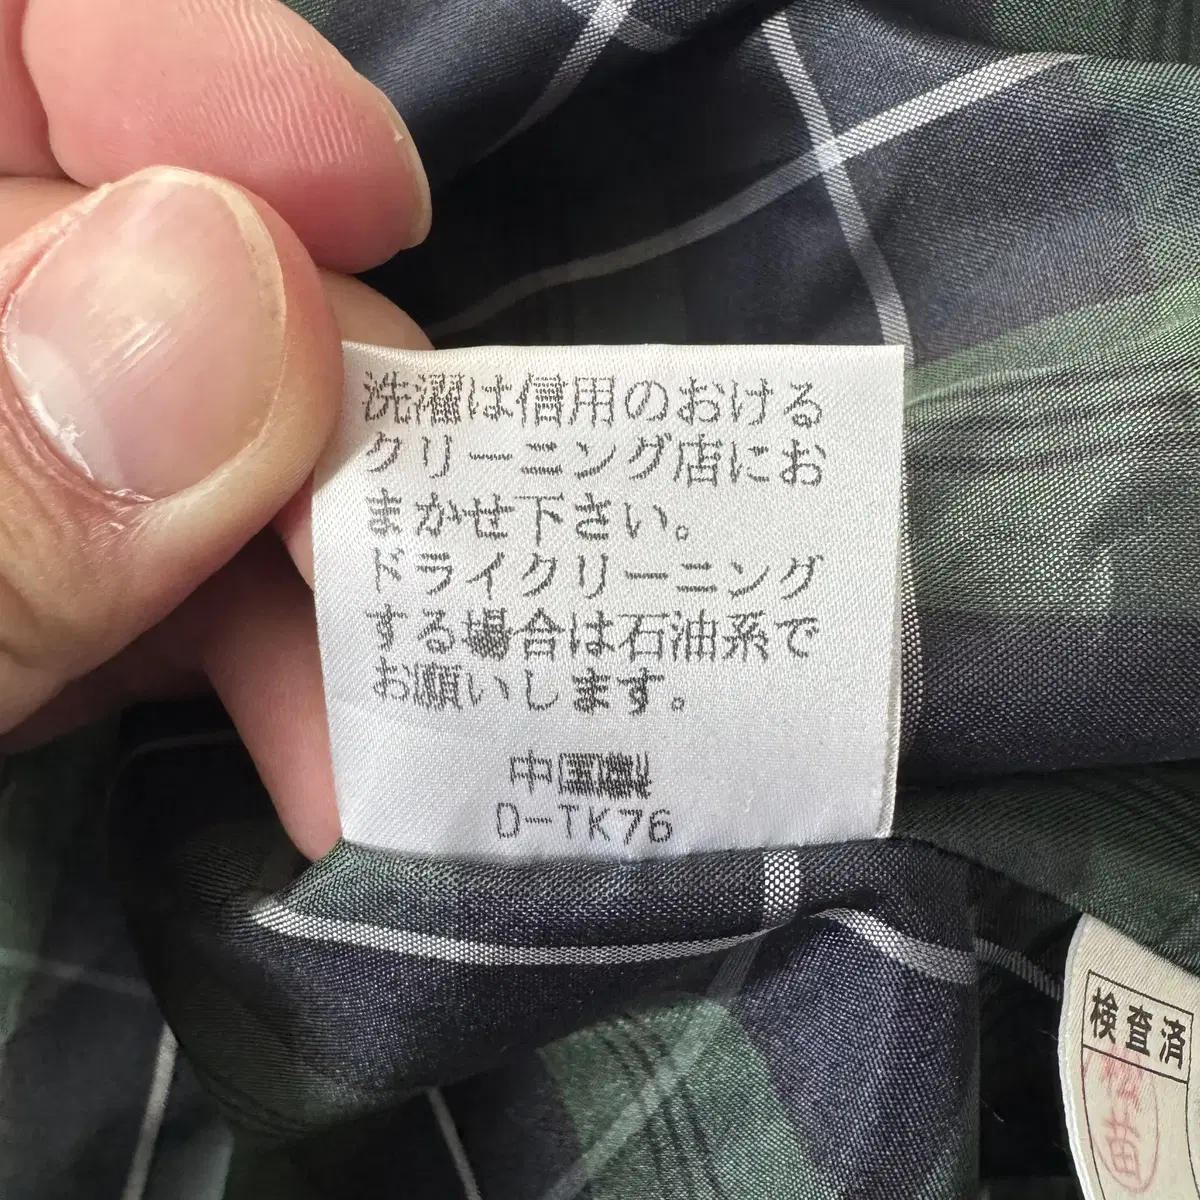 洗濯は信用のおける
クリーニング店にお
まかせ下さい。
ドライクリーニング
する場合は石油系で
お願いします。
中国製
D-TK76
検査済